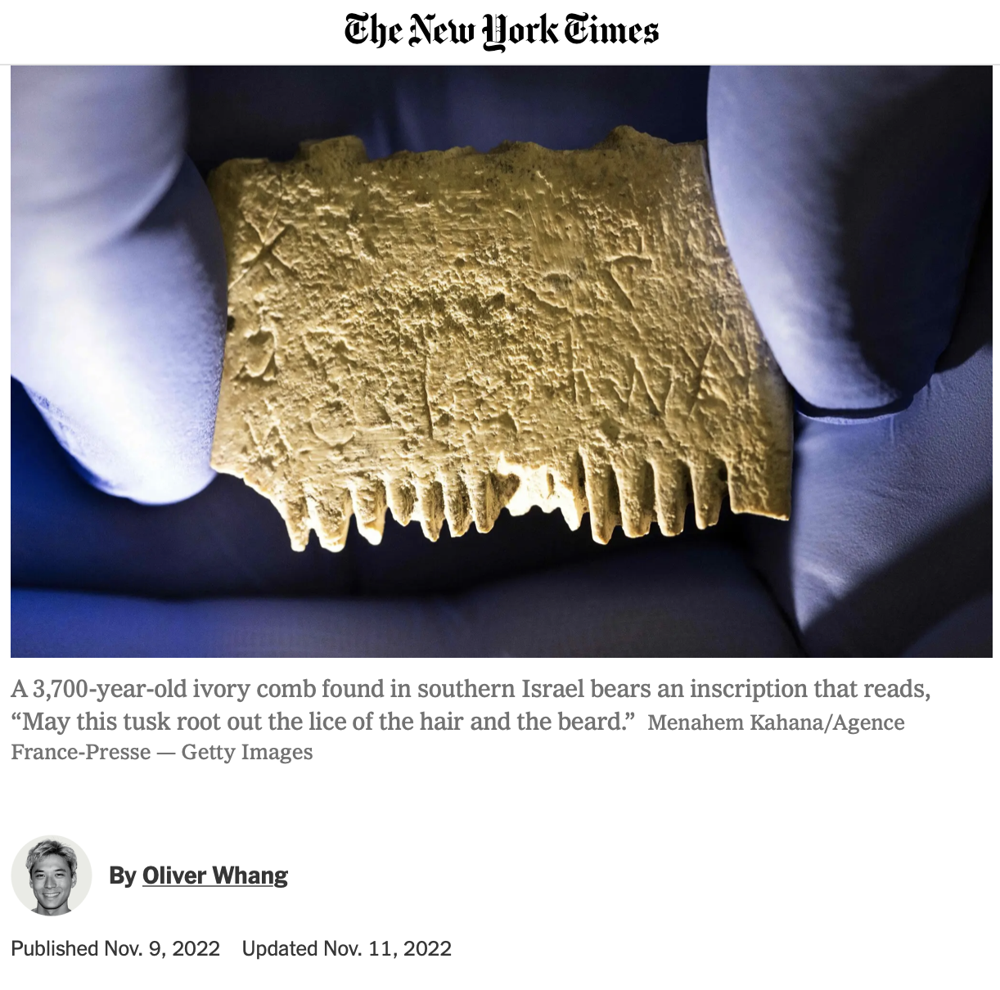 The New York Times
A 3,700-year-old ivory comb found in southern Israel bears an inscription that reads,
“May this tusk root out the lice of the hair and the beard.” Menahem Kahana/Agence
France-Presse — Getty Images
By Oliver Whang
Published Nov. 9, 2022 Updated Nov. 11, 2022